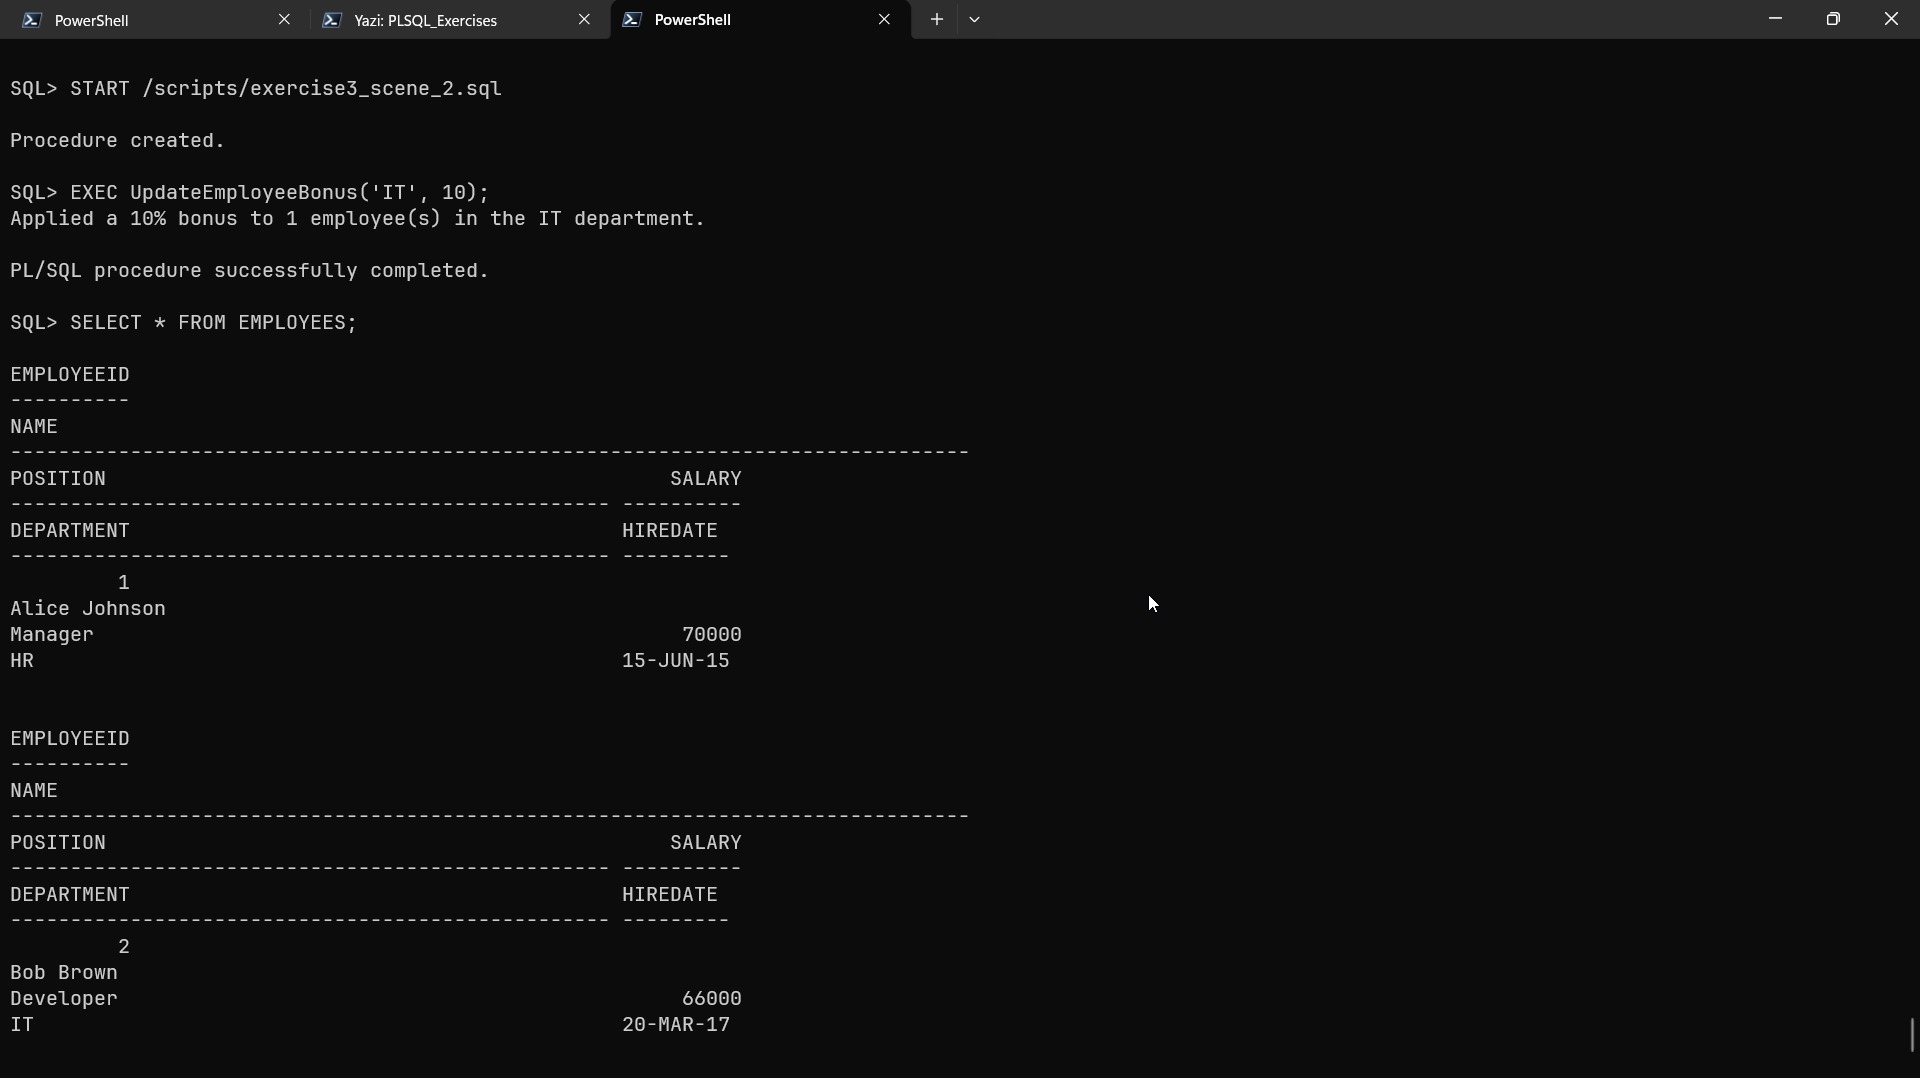 PowerShell
Yazi: PLSQL_Exercises
PowerShell
SQL> START /scripts/exercise3_scene_2.sql
Procedure created.
SQL> EXEC UpdateEmployeeBonus('IT', 10);
Applied a 10% bonus to 1 employee(s) in the IT department.
PL/SQL procedure successfully completed.
SQL> SELECT * FROM EMPLOYEES;
EMPLOYEEID
----------
NAME
--------------------------------------------------------------------------------
POSITION                                               SALARY
-------------------------------------------------- ----------
DEPARTMENT                                         HIREDATE
-------------------------------------------------- ---------
         1
Alice Johnson
Manager                                                 70000
HR                                                 15-JUN-15
EMPLOYEEID
----------
NAME
--------------------------------------------------------------------------------
POSITION                                               SALARY
-------------------------------------------------- ----------
DEPARTMENT                                         HIREDATE
-------------------------------------------------- ---------
         2
Bob Brown
Developer                                               66000
IT                                                 20-MAR-17